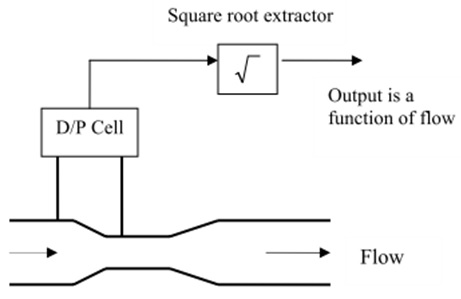 Square root extractor
√
D/P Cell
Output is a
function of flow
Flow